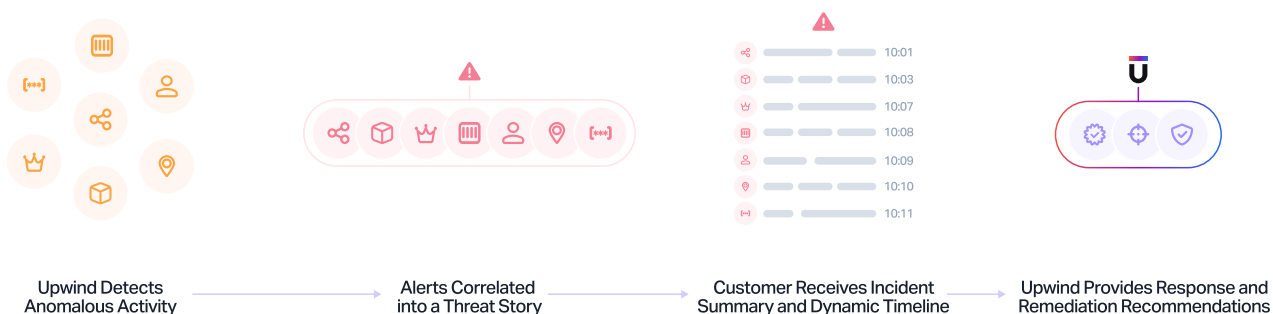 [***]
[***]
10:01
10:03
10:07
10:08
10:09
10:10
10:11
U
Upwind Detects
Anomalous Activity
Alerts Correlated
into a Threat Story
Customer Receives Incident
Summary and Dynamic Timeline
Upwind Provides Response and
Remediation Recommendations